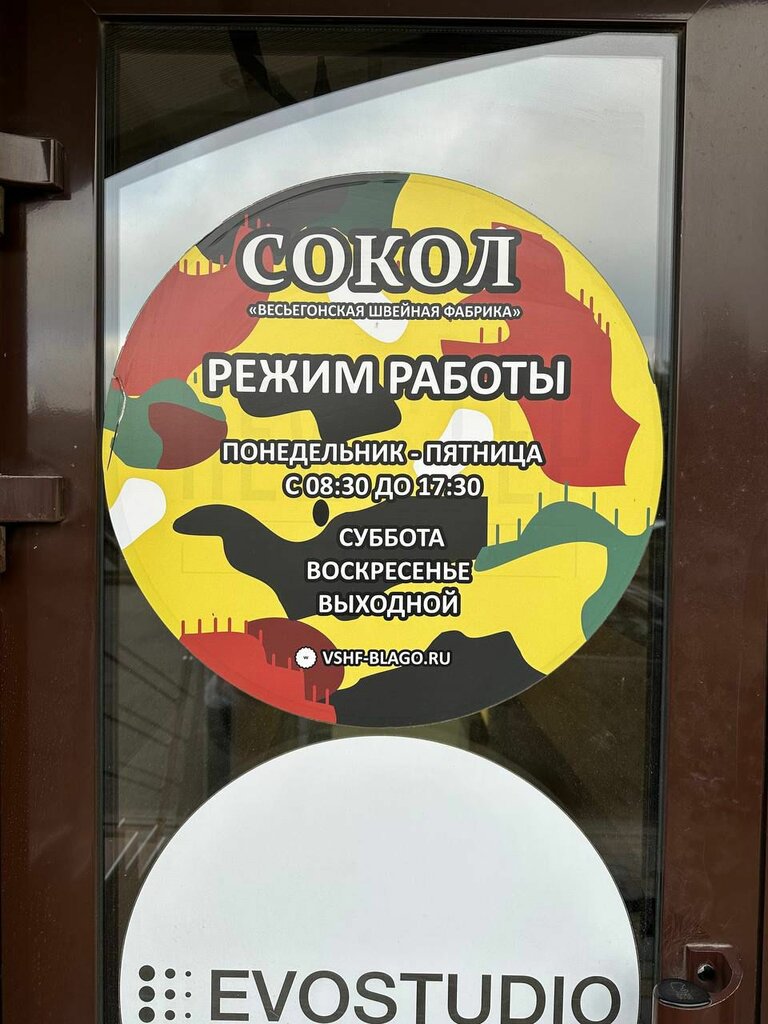 СОКОЛ
«ВЕСЬЕГОНСКАЯ ШВЕЙНАЯ ФАБРИКА»
РЕЖИМ РАБОТЫ
ПОНЕДЕЛЬНИК - ПЯТНИЦА
С 08:30 ДО 17:30
СУББОТА
ВОСКРЕСЕНЬЕ
ВЫХОДНОЙ
VSHF-BLAGO.RU
EVOSTUDIO